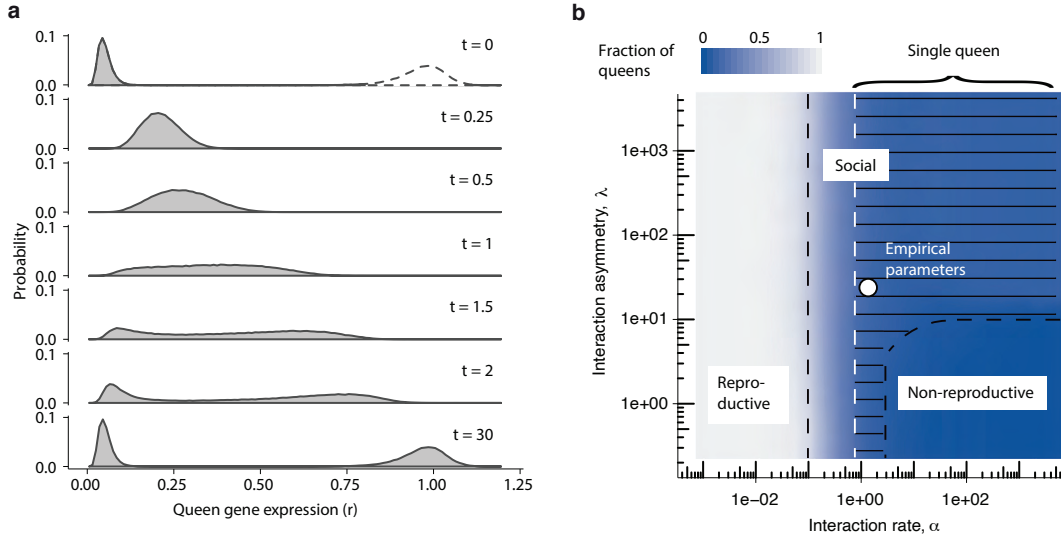 a
0.1
0.0
t = 0
0.1
0.0
t = 0.25
0.1
0.0
t = 0.5
0.1
0.0
t = 1
0.1
0.0
t = 1.5
0.1
0.0
t = 2
0.1
0.0
t = 30
Probability
0.00
0.25
0.50
0.75
1.00
1.25
Queen gene expression (r)
b
Fraction of
queens
0
0.5
1
Single queen
1e+03
1e+02
1e+01
1e+00
Interaction asymmetry, λ
Social
Empirical
parameters
Repro-
ductive
Non-reproductive
1e−02
1e+00
1e+02
Interaction rate, α